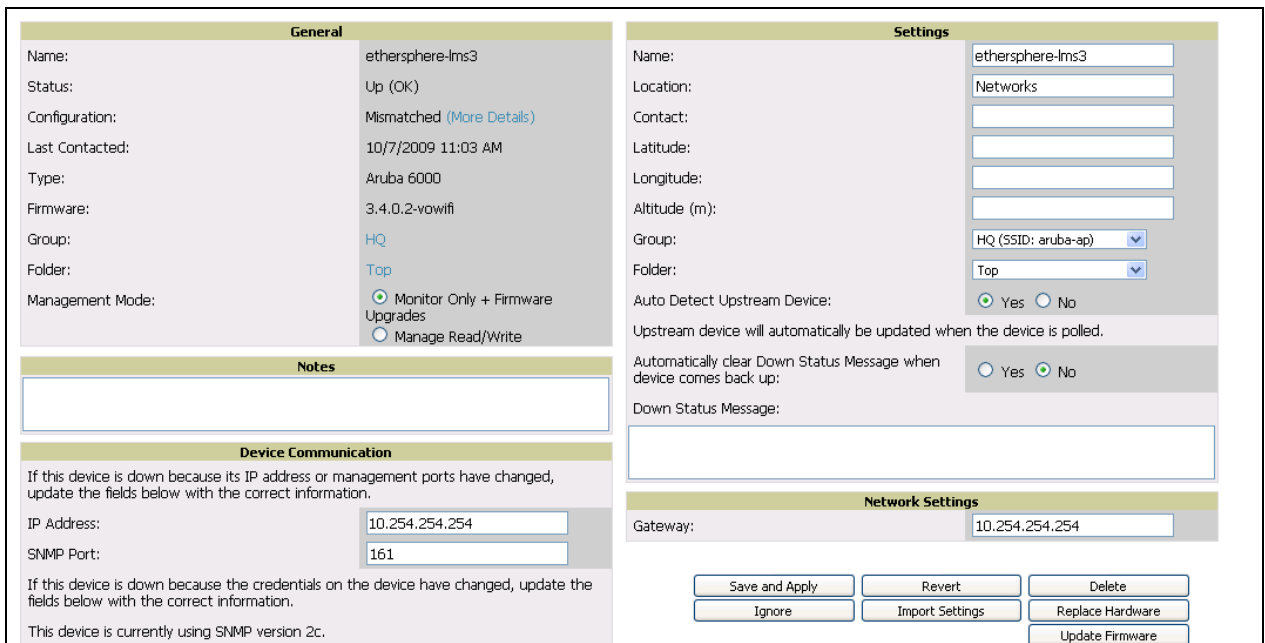 General
Name: ethersphere-lms3
Status: Up (OK)
Configuration: Mismatched (More Details)
Last Contacted: 10/7/2009 11:03 AM
Type: Aruba 6000
Firmware: 3.4.0.2-vowifi
Group: HQ
Folder: Top
Management Mode: Monitor Only + Firmware
Upgrades
Manage Read/Write
Notes
Device Communication
If this device is down because its IP address or management ports have changed,
update the fields below with the correct information.
IP Address: 10.254.254.254
SNMP Port: 161
If this device is down because the credentials on the device have changed, update the
fields below with the correct information.
This device is currently using SNMP version 2c.
Settings
Name: ethersphere-lms3
Location: Networks
Contact:
Latitude:
Longitude:
Altitude (m):
Group: HQ (SSID: aruba-ap)
Folder: Top
Auto Detect Upstream Device: Yes No
Upstream device will automatically be updated when the device is polled.
Automatically clear Down Status Message when
device comes back up: Yes No
Down Status Message:
Network Settings
Gateway: 10.254.254.254
Save and Apply Revert Delete
Ignore Import Settings Replace Hardware
Update Firmware